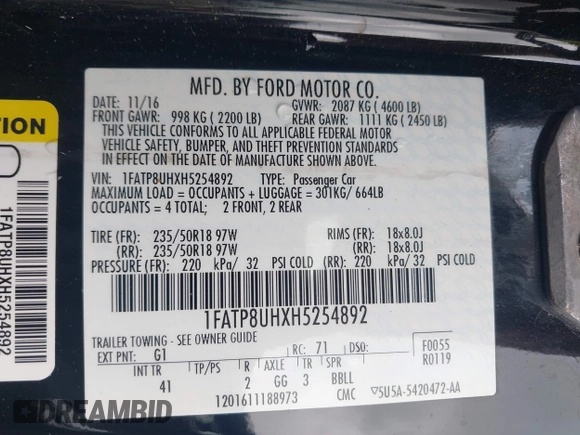 MFD. BY FORD MOTOR CO.
DATE: 11/16 GVWR: 2087 KG ( 4600 LB)
FRONT GAWR: 998 KG ( 2200 LB) REAR GAWR: 1111 KG ( 2450 LB)
THIS VEHICLE CONFORMS TO ALL APPLICABLE FEDERAL MOTOR
VEHICLE SAFETY, BUMPER, AND THEFT PREVENTION STANDARDS
IN EFFECT ON THE DATE OF MANUFACTURE SHOWN ABOVE.
VIN: 1FATP8UHXH5254892 TYPE: Passenger Car
MAXIMUM LOAD = OCCUPANTS + LUGGAGE = 301KG/ 664LB
OCCUPANTS = 4 TOTAL; 2 FRONT, 2 REAR
TIRE (FR): 235/50R18 97W RIMS (FR): 18x8.0J
(RR): 235/50R18 97W (RR): 18x8.0J
PRESSURE (FR): 220 kPa/ 32 PSI COLD (RR): 220 kPa/ 32 PSI COLD
1FATP8UHXH5254892
TRAILER TOWING - SEE OWNER GUIDE
EXT PNT: G1 RC: 71 DSO: F0055
R0119
INT TR TP/PS R AXLE TR SPR
41 2 GG 3 BBLL
1201611188973 CMC 5U5A-5420472-AA
1FATP8UHXH5254892
DREAMBID